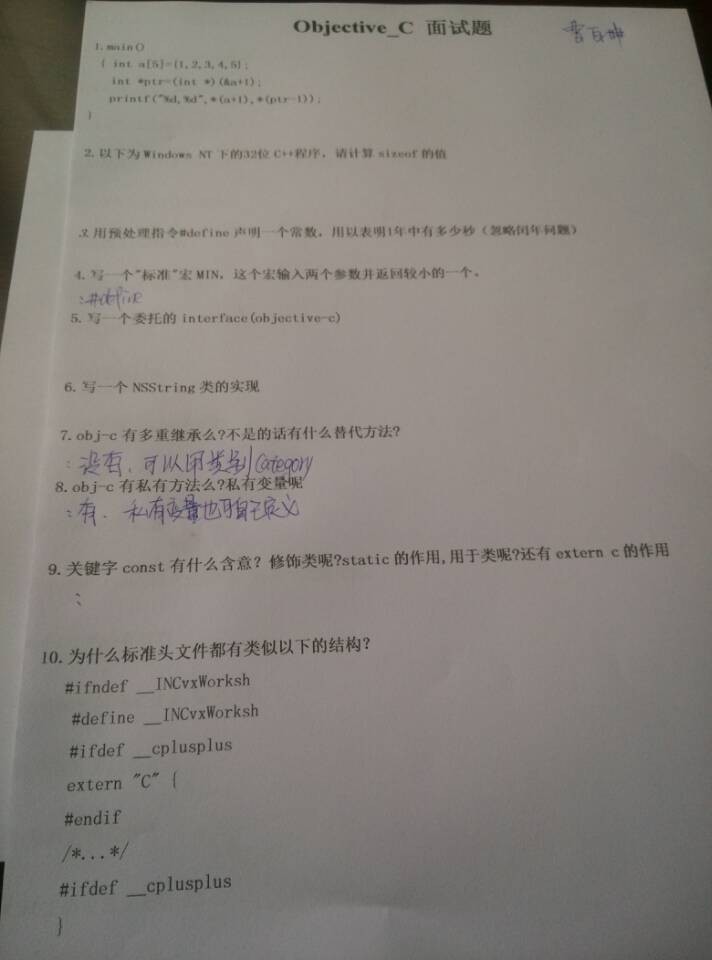 Objective_C 面试题
1. main()
{ int a[5]={1,2,3,4,5};
int *ptr=(int *)(&a+1);
printf("%d,%d",*(a+1),*(ptr-1));
}
2. 以下为 Windows NT 下的32位 C++程序，请计算 sizeof 的值
3. 用预处理指令#define 声明一个常数，用以表明1年中有多少秒（忽略闰年问题）
4. 写一个"标准"宏 MIN，这个宏输入两个参数并返回较小的一个。
: #define
5. 写一个委托的 interface(objective-c)
6. 写一个 NSString 类的实现
7. obj-c 有多重继承么?不是的话有什么替代方法?
: 没有，可以用类别Category
8. obj-c 有私有方法么?私有变量呢
: 有，私有变量也可自定义
9. 关键字 const 有什么含意？修饰类呢?static 的作用,用于类呢?还有 extern c 的作用
:
10. 为什么标准头文件都有类似以下的结构?
#ifndef __INCvxWorksh
#define __INCvxWorksh
#ifdef __cplusplus
extern "C" {
#endif
/*...*/
#ifdef __cplusplus
}